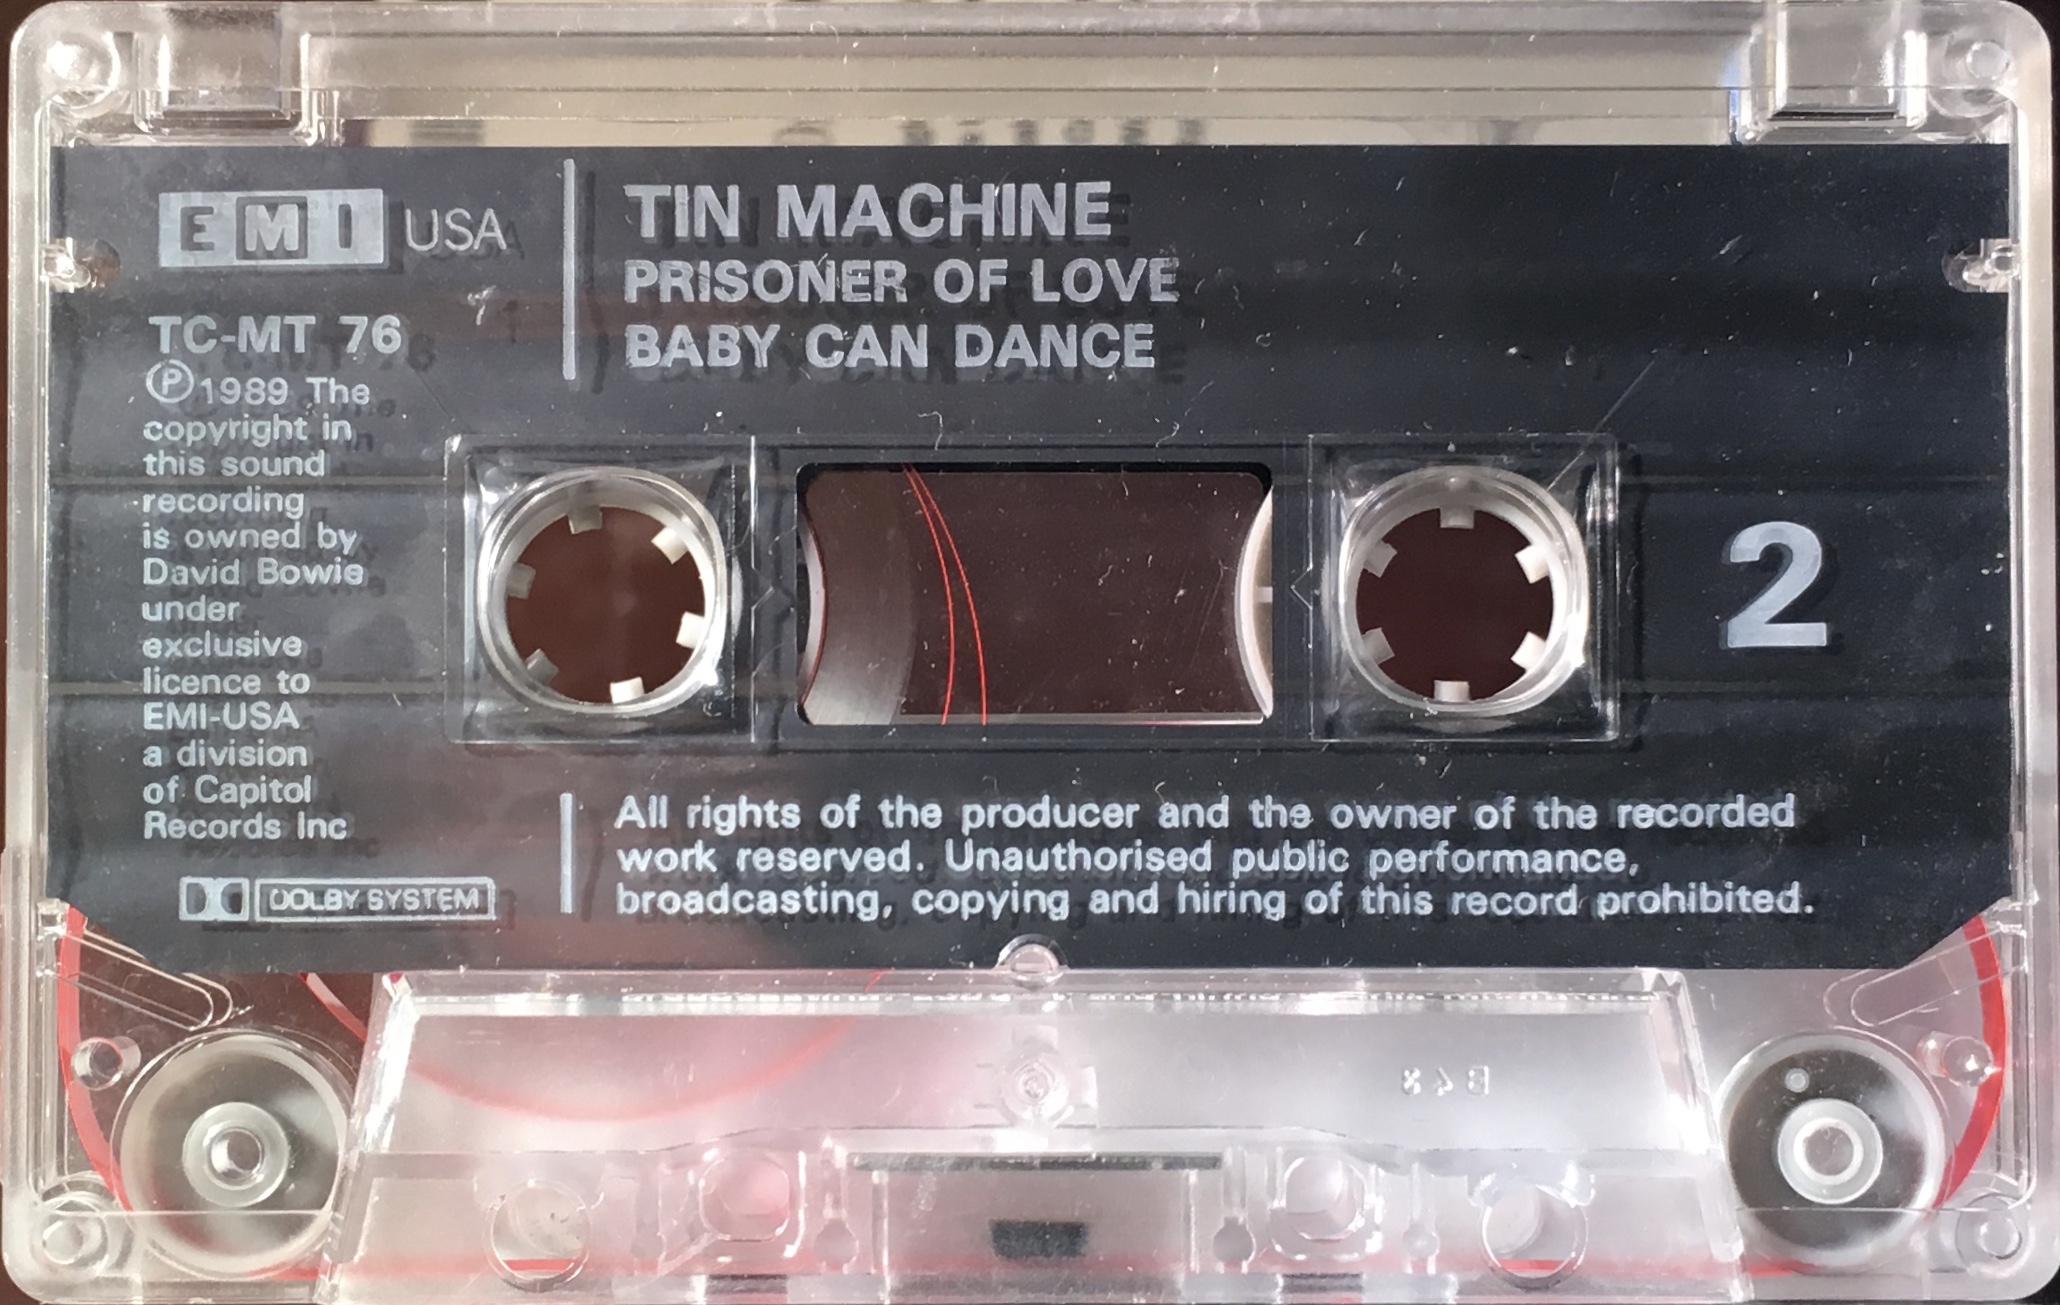 EMI USA
TC-MT 76
Ⓟ1989 The
copyright in
this sound
recording
is owned by
David Bowie
under
exclusive
licence to
EMI-USA
a division
of Capitol
Records Inc
DOLBY SYSTEM
TIN MACHINE
PRISONER OF LOVE
BABY CAN DANCE
2
All rights of the producer and the owner of the recorded
work reserved. Unauthorised public performance,
broadcasting, copying and hiring of this record prohibited.